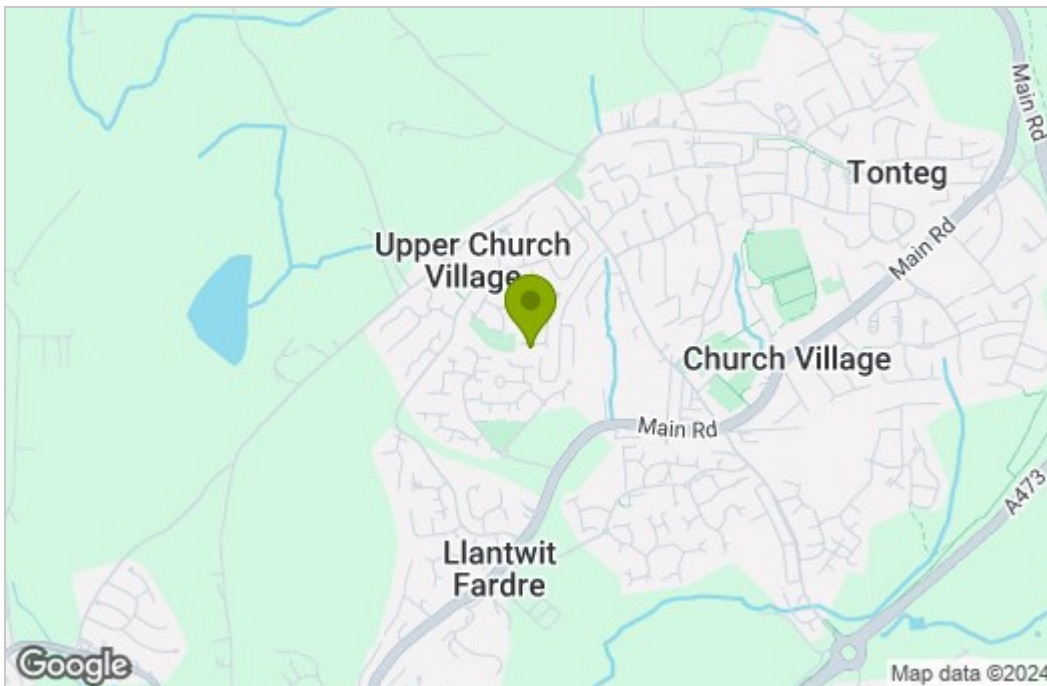 Main Rd
Tonteg
Upper Church
Village
Main Rd
Church Village
Main Rd
A473
Llantwit
Fardre
Google
Map data ©2024